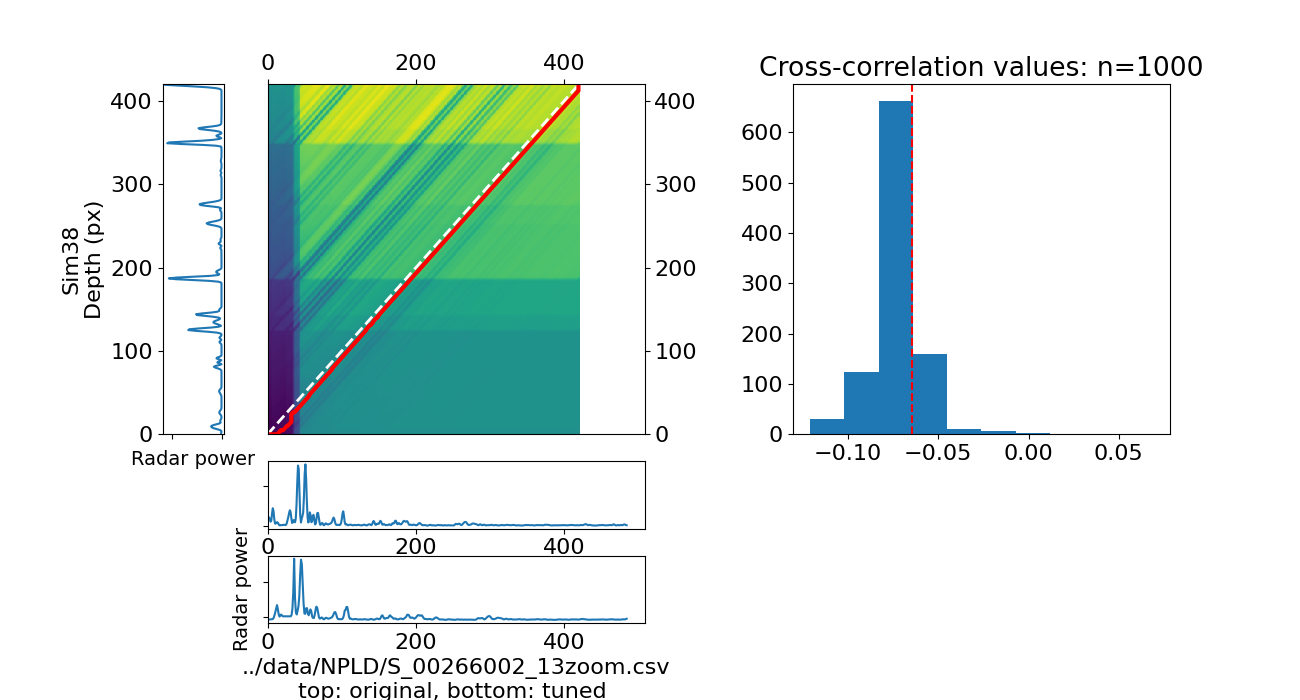 0 200 400
Cross-correlation values: n=1000
400
300
200
100
0
Sim38
Depth (px)
Radar power
400
300
200
100
0
600
500
400
300
200
100
0
−0.10 −0.05 0.00 0.05
0 200 400
Radar power
0 200 400
../data/NPLD/S_00266002_13zoom.csv
top: original, bottom: tuned